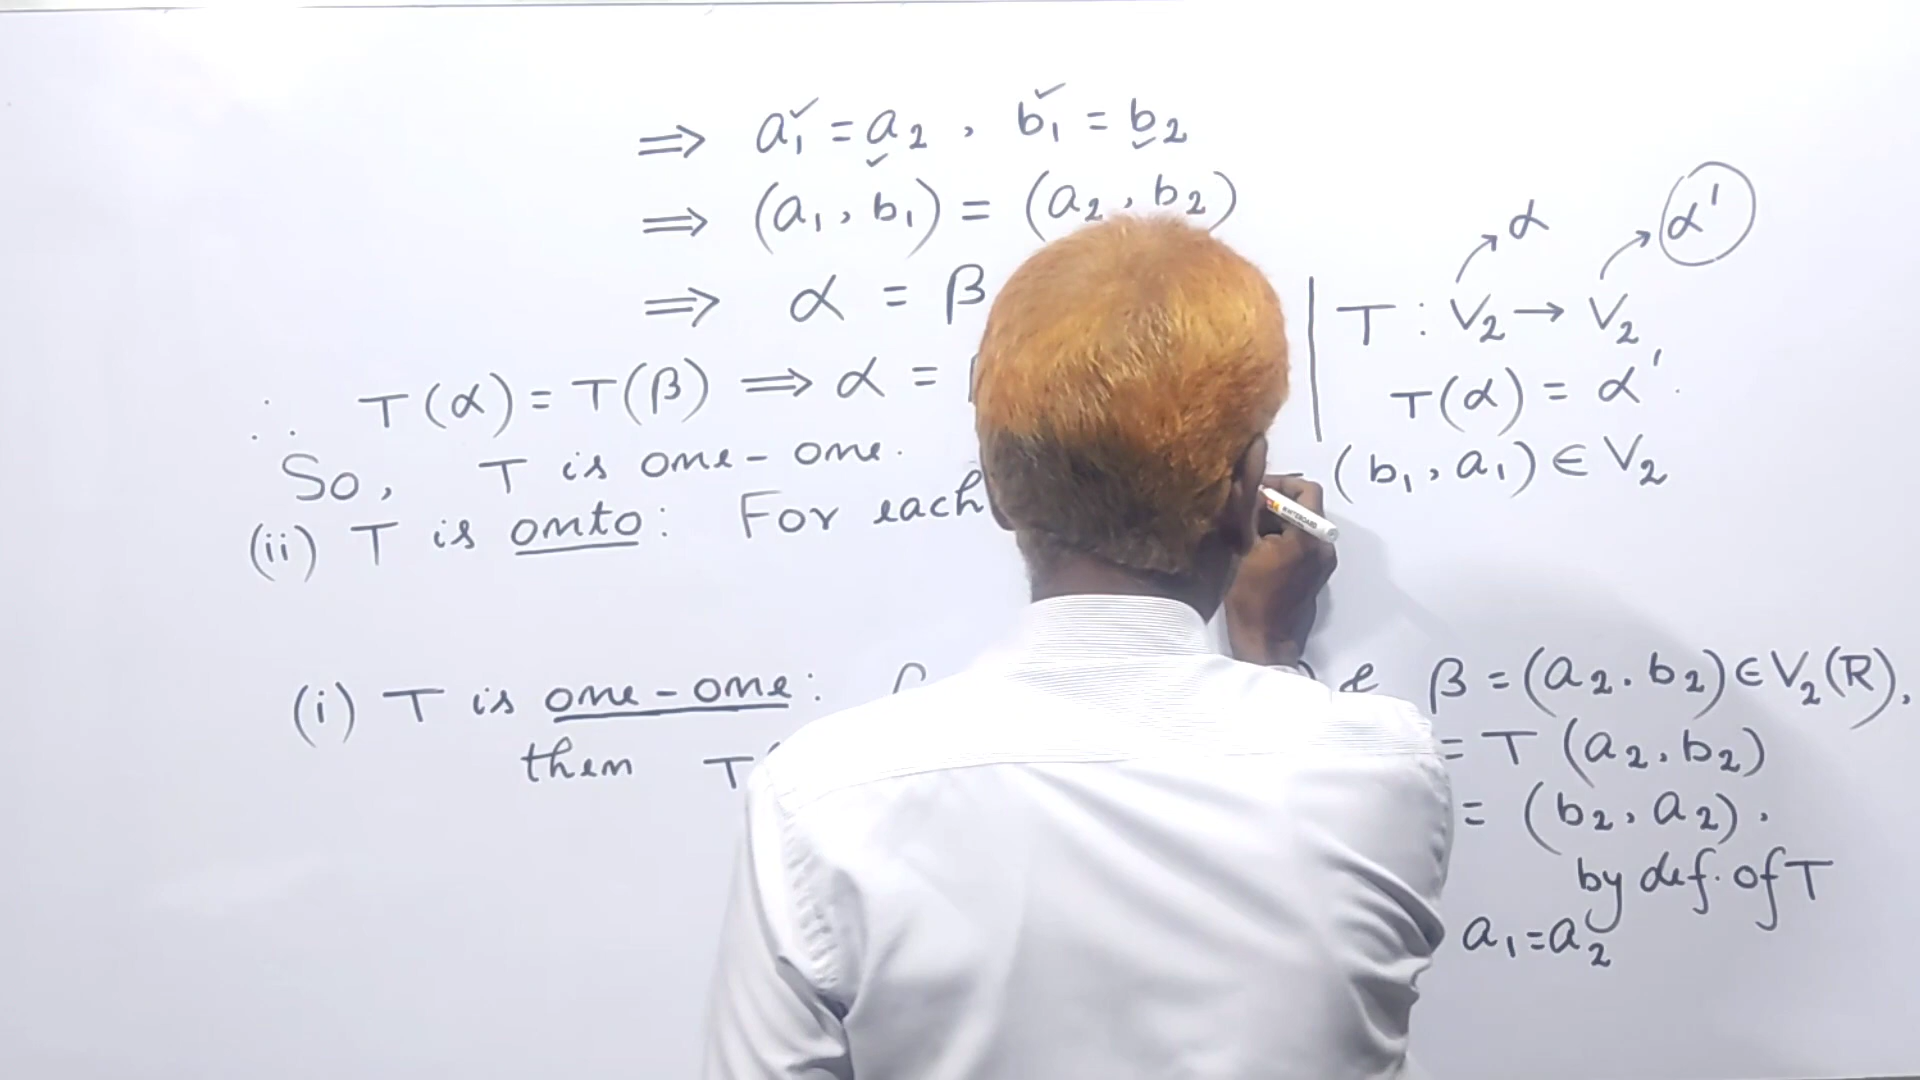 ⟹ a₁ = a₂, b₁ = b₂
⟹ (a₁, b₁) = (a₂, b₂)
⟹ α = β
∴ T(α) = T(β) ⟹ α =
So, T is one-one.
(ii) T is onto: For each
α α'
T : V₂ → V₂
T(α) = α'.
(b₁, a₁) ∈ V₂
(i) T is one-one: & β = (a₂, b₂) ∈ V₂(R),
then T = T(a₂, b₂)
= (b₂, a₂).
by def. of T
a₁ = a₂
WHITEBOARD